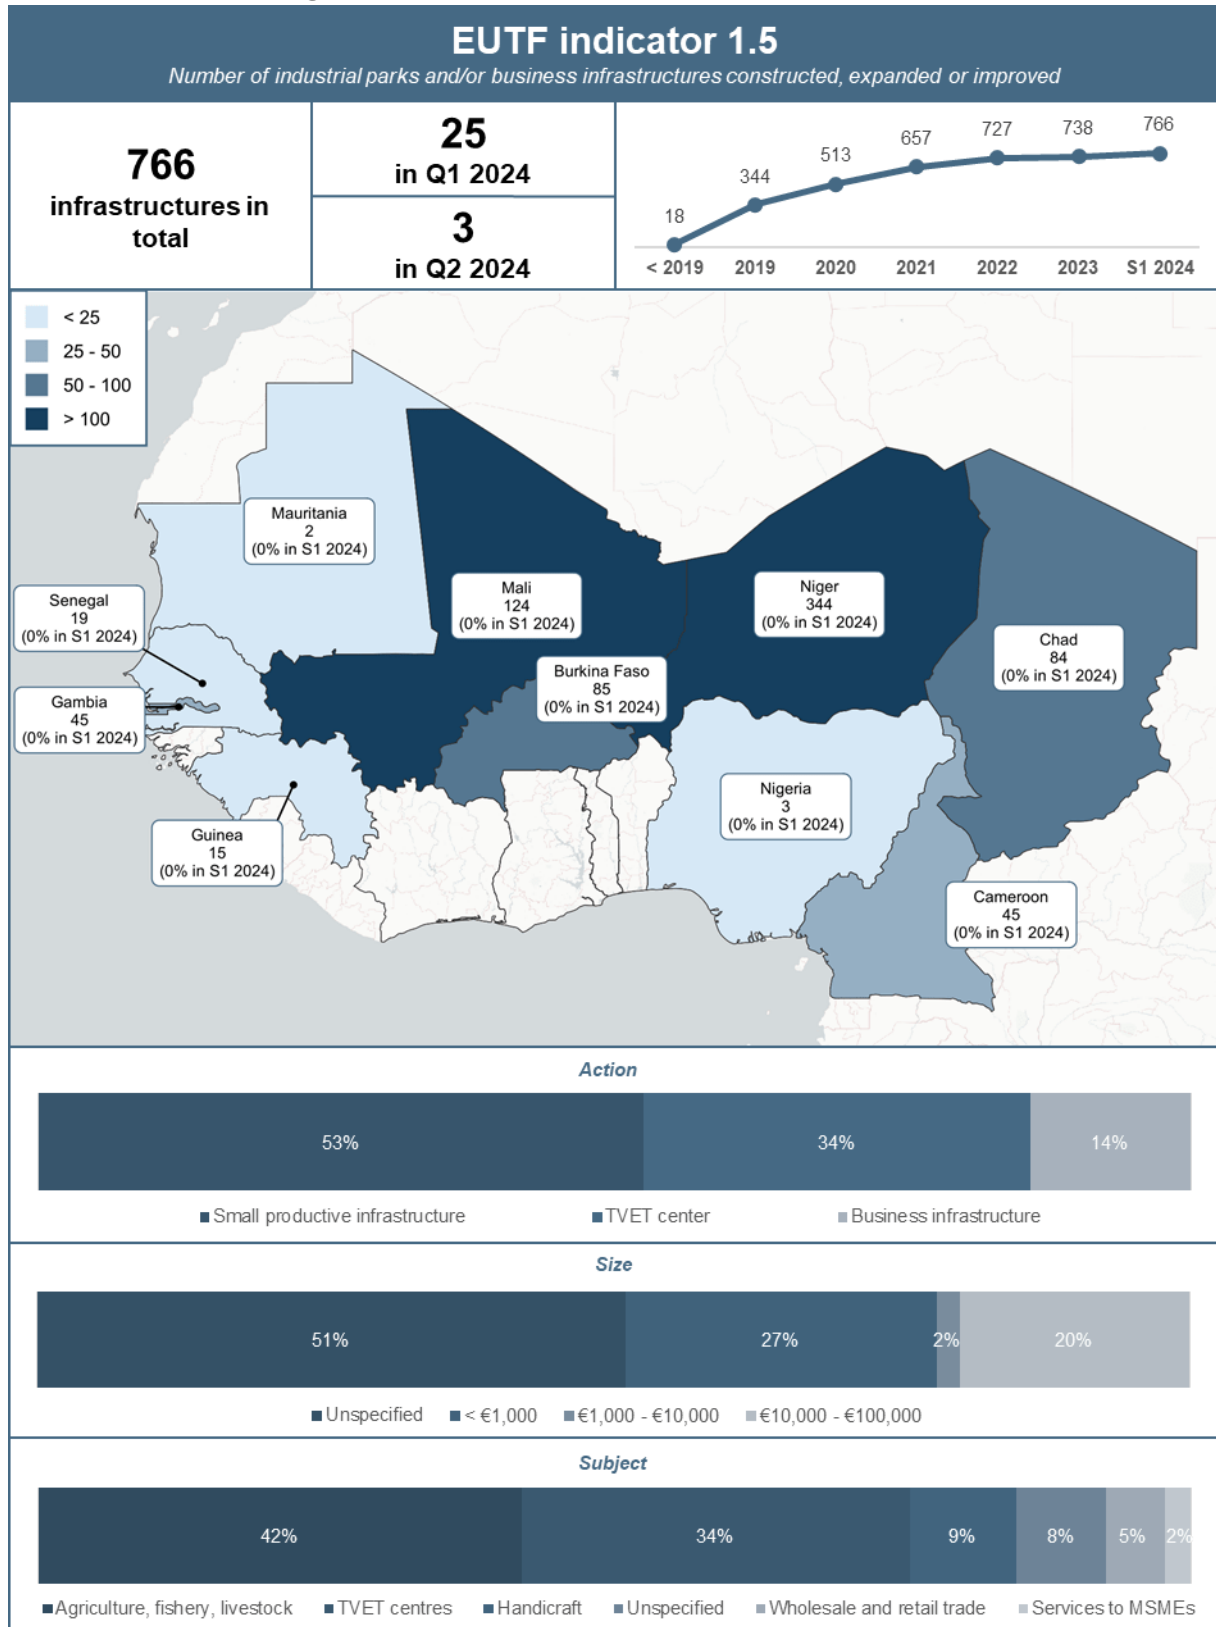 EUTF indicator 1.5
Number of industrial parks and/or business infrastructures constructed, expanded or improved
766
infrastructures in
total
25
in Q1 2024
3
in Q2 2024
18
344
513
657
727
738
766
< 2019
2019
2020
2021
2022
2023
S1 2024
< 25
25 - 50
50 - 100
> 100
Mauritania
2
(0% in S1 2024)
Mali
124
(0% in S1 2024)
Niger
344
(0% in S1 2024)
Senegal
19
(0% in S1 2024)
Chad
84
(0% in S1 2024)
Burkina Faso
85
(0% in S1 2024)
Gambia
45
(0% in S1 2024)
Nigeria
3
(0% in S1 2024)
Guinea
15
(0% in S1 2024)
Cameroon
45
(0% in S1 2024)
Action
53%
34%
14%
Small productive infrastructure
TVET center
Business infrastructure
Size
51%
27%
2%
20%
Unspecified
< €1,000
€1,000 - €10,000
€10,000 - €100,000
Subject
42%
34%
9%
8%
5%
2%
Agriculture, fishery, livestock
TVET centres
Handicraft
Unspecified
Wholesale and retail trade
Services to MSMEs